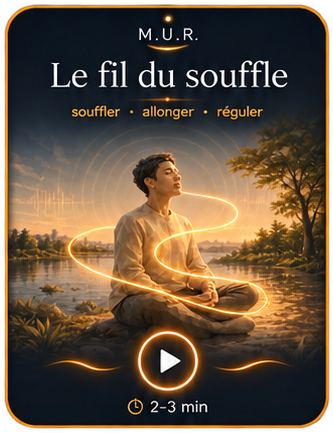 M.U.R.
Le fil du souffle
souffler • allonger • réguler
2-3 min